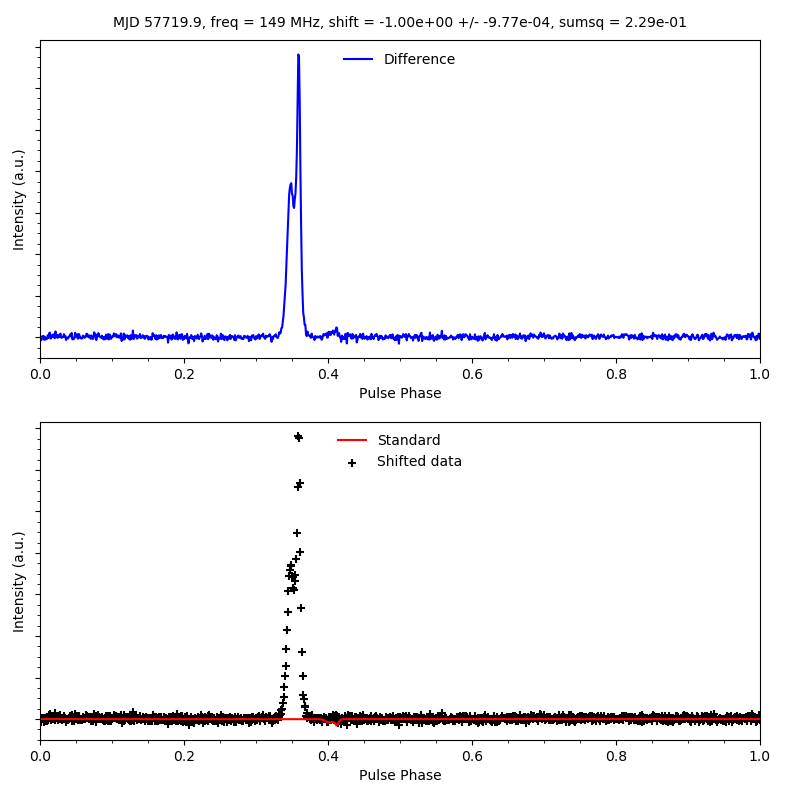 MJD 57719.9, freq = 149 MHz, shift = -1.00e+00 +/- -9.77e-04, sumsq = 2.29e-01
Difference
Intensity (a.u.)
0.0 0.2 0.4 0.6 0.8 1.0
Pulse Phase
Standard
Shifted data
Intensity (a.u.)
0.0 0.2 0.4 0.6 0.8 1.0
Pulse Phase